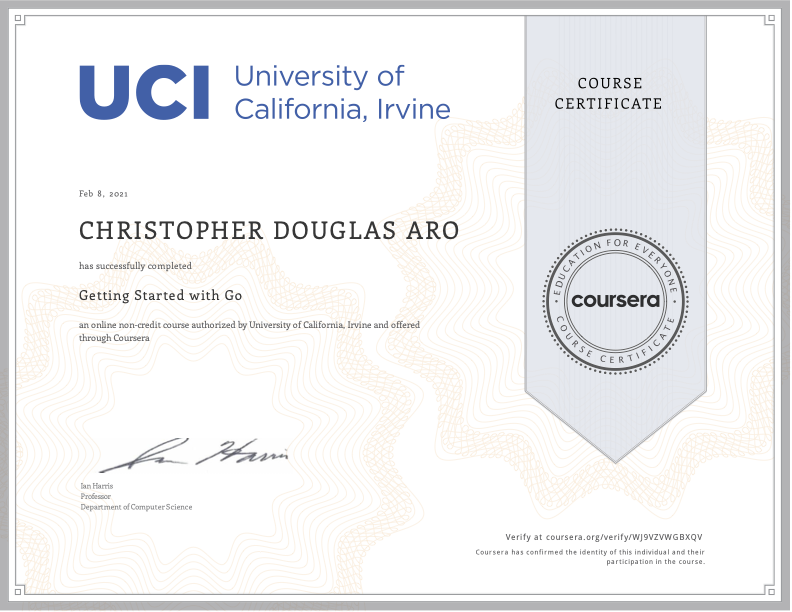 UCI University of
California, Irvine
COURSE
CERTIFICATE
Feb 8, 2021
CHRISTOPHER DOUGLAS ARO
has successfully completed
Getting Started with Go
an online non-credit course authorized by University of California, Irvine and offered
through Coursera
EDUCATION FOR EVERYONE
coursera
COURSE CERTIFICATE
Ian Harris
Ian Harris
Professor
Department of Computer Science
Verify at coursera.org/verify/WJ9VZVWGBXQV
Coursera has confirmed the identity of this individual and their
participation in the course.